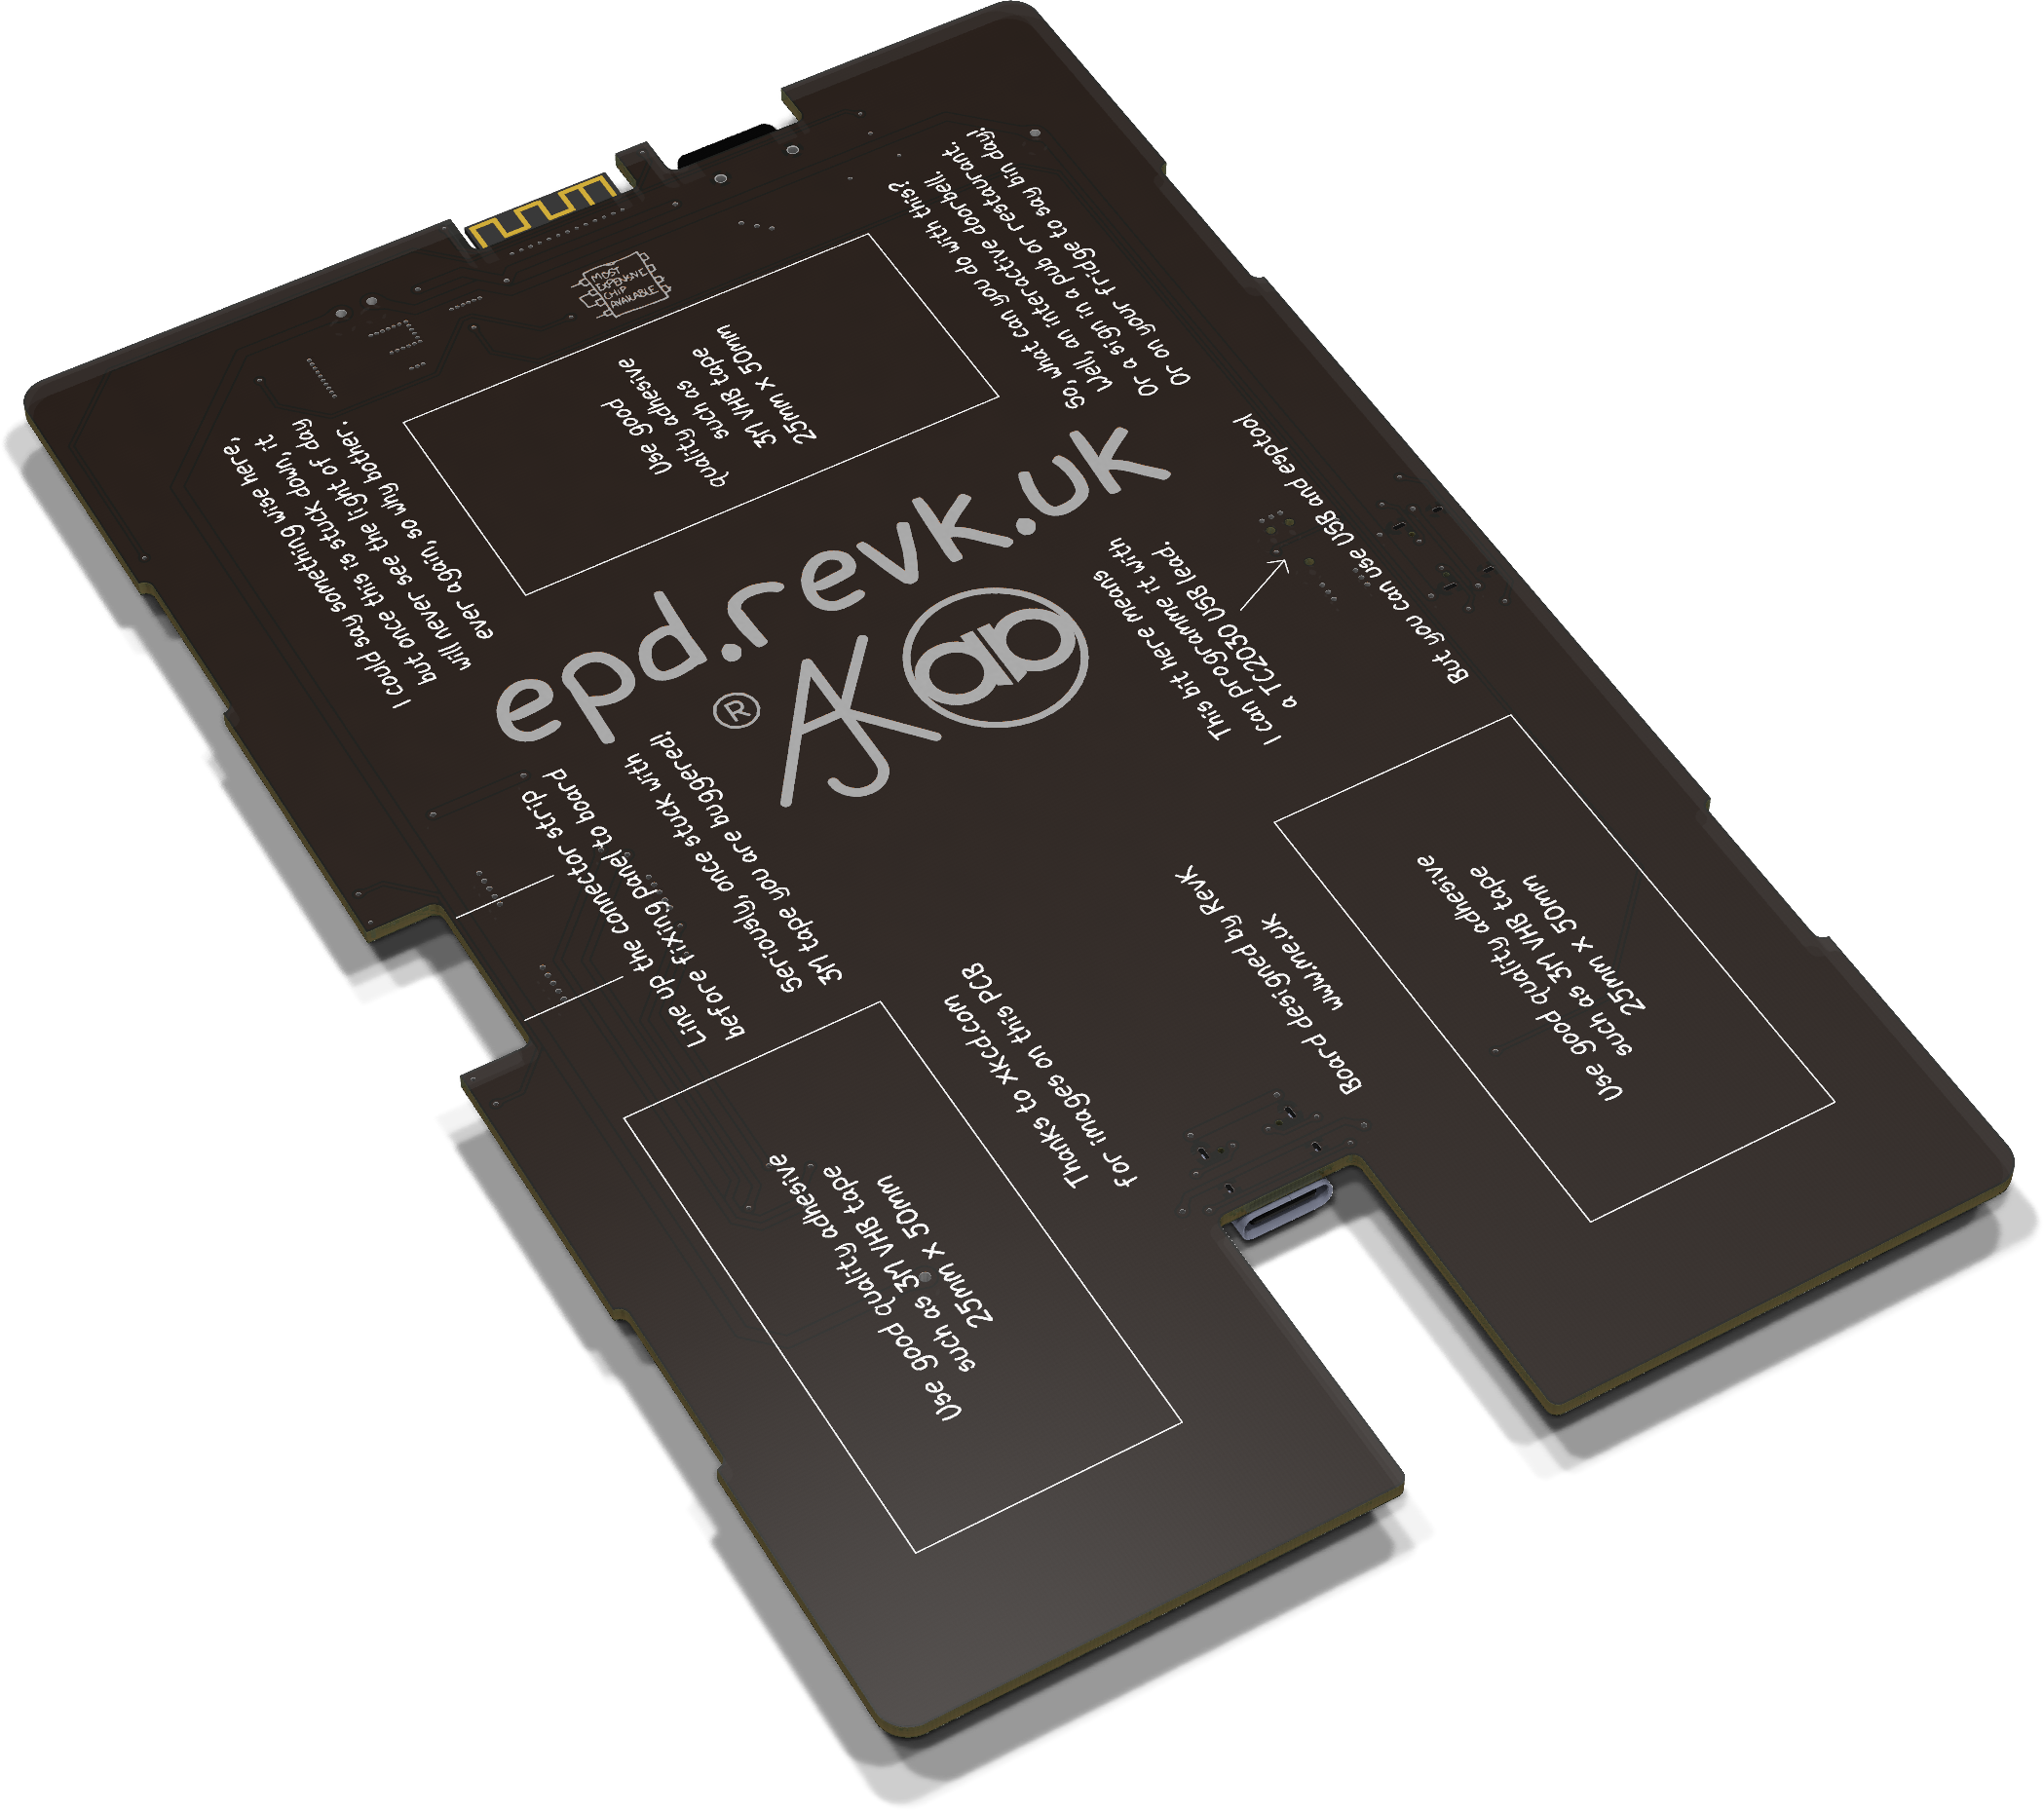 MOST
EXPENSIVE
CHIP
AVAILABLE
So, what can you do with this?
Well, an interactive doorbell.
Or a sign in a pub or restaurant.
Or on your fridge to say bin day!
Use good
quality adhesive
such as
3M VHB tape
25mm x 50mm
I could say something wise here,
but once this is stuck down, it
will never see the light of day
ever again, so why bother.
epd.revk.uk
®
AJK
But you can use USB and esptool
This bit here means
I can programme it with
a TC2030 USB lead.
Line up the connector strip
before fixing panel to board
Seriously, once stuck with
3M tape you are buggered!
Thanks to xkcd.com
for images on this PCB
Board designed by RevK
www.me.uk
Use good quality adhesive
such as 3M VHB tape
25mm x 50mm
Use good quality adhesive
such as 3M VHB tape
25mm x 50mm